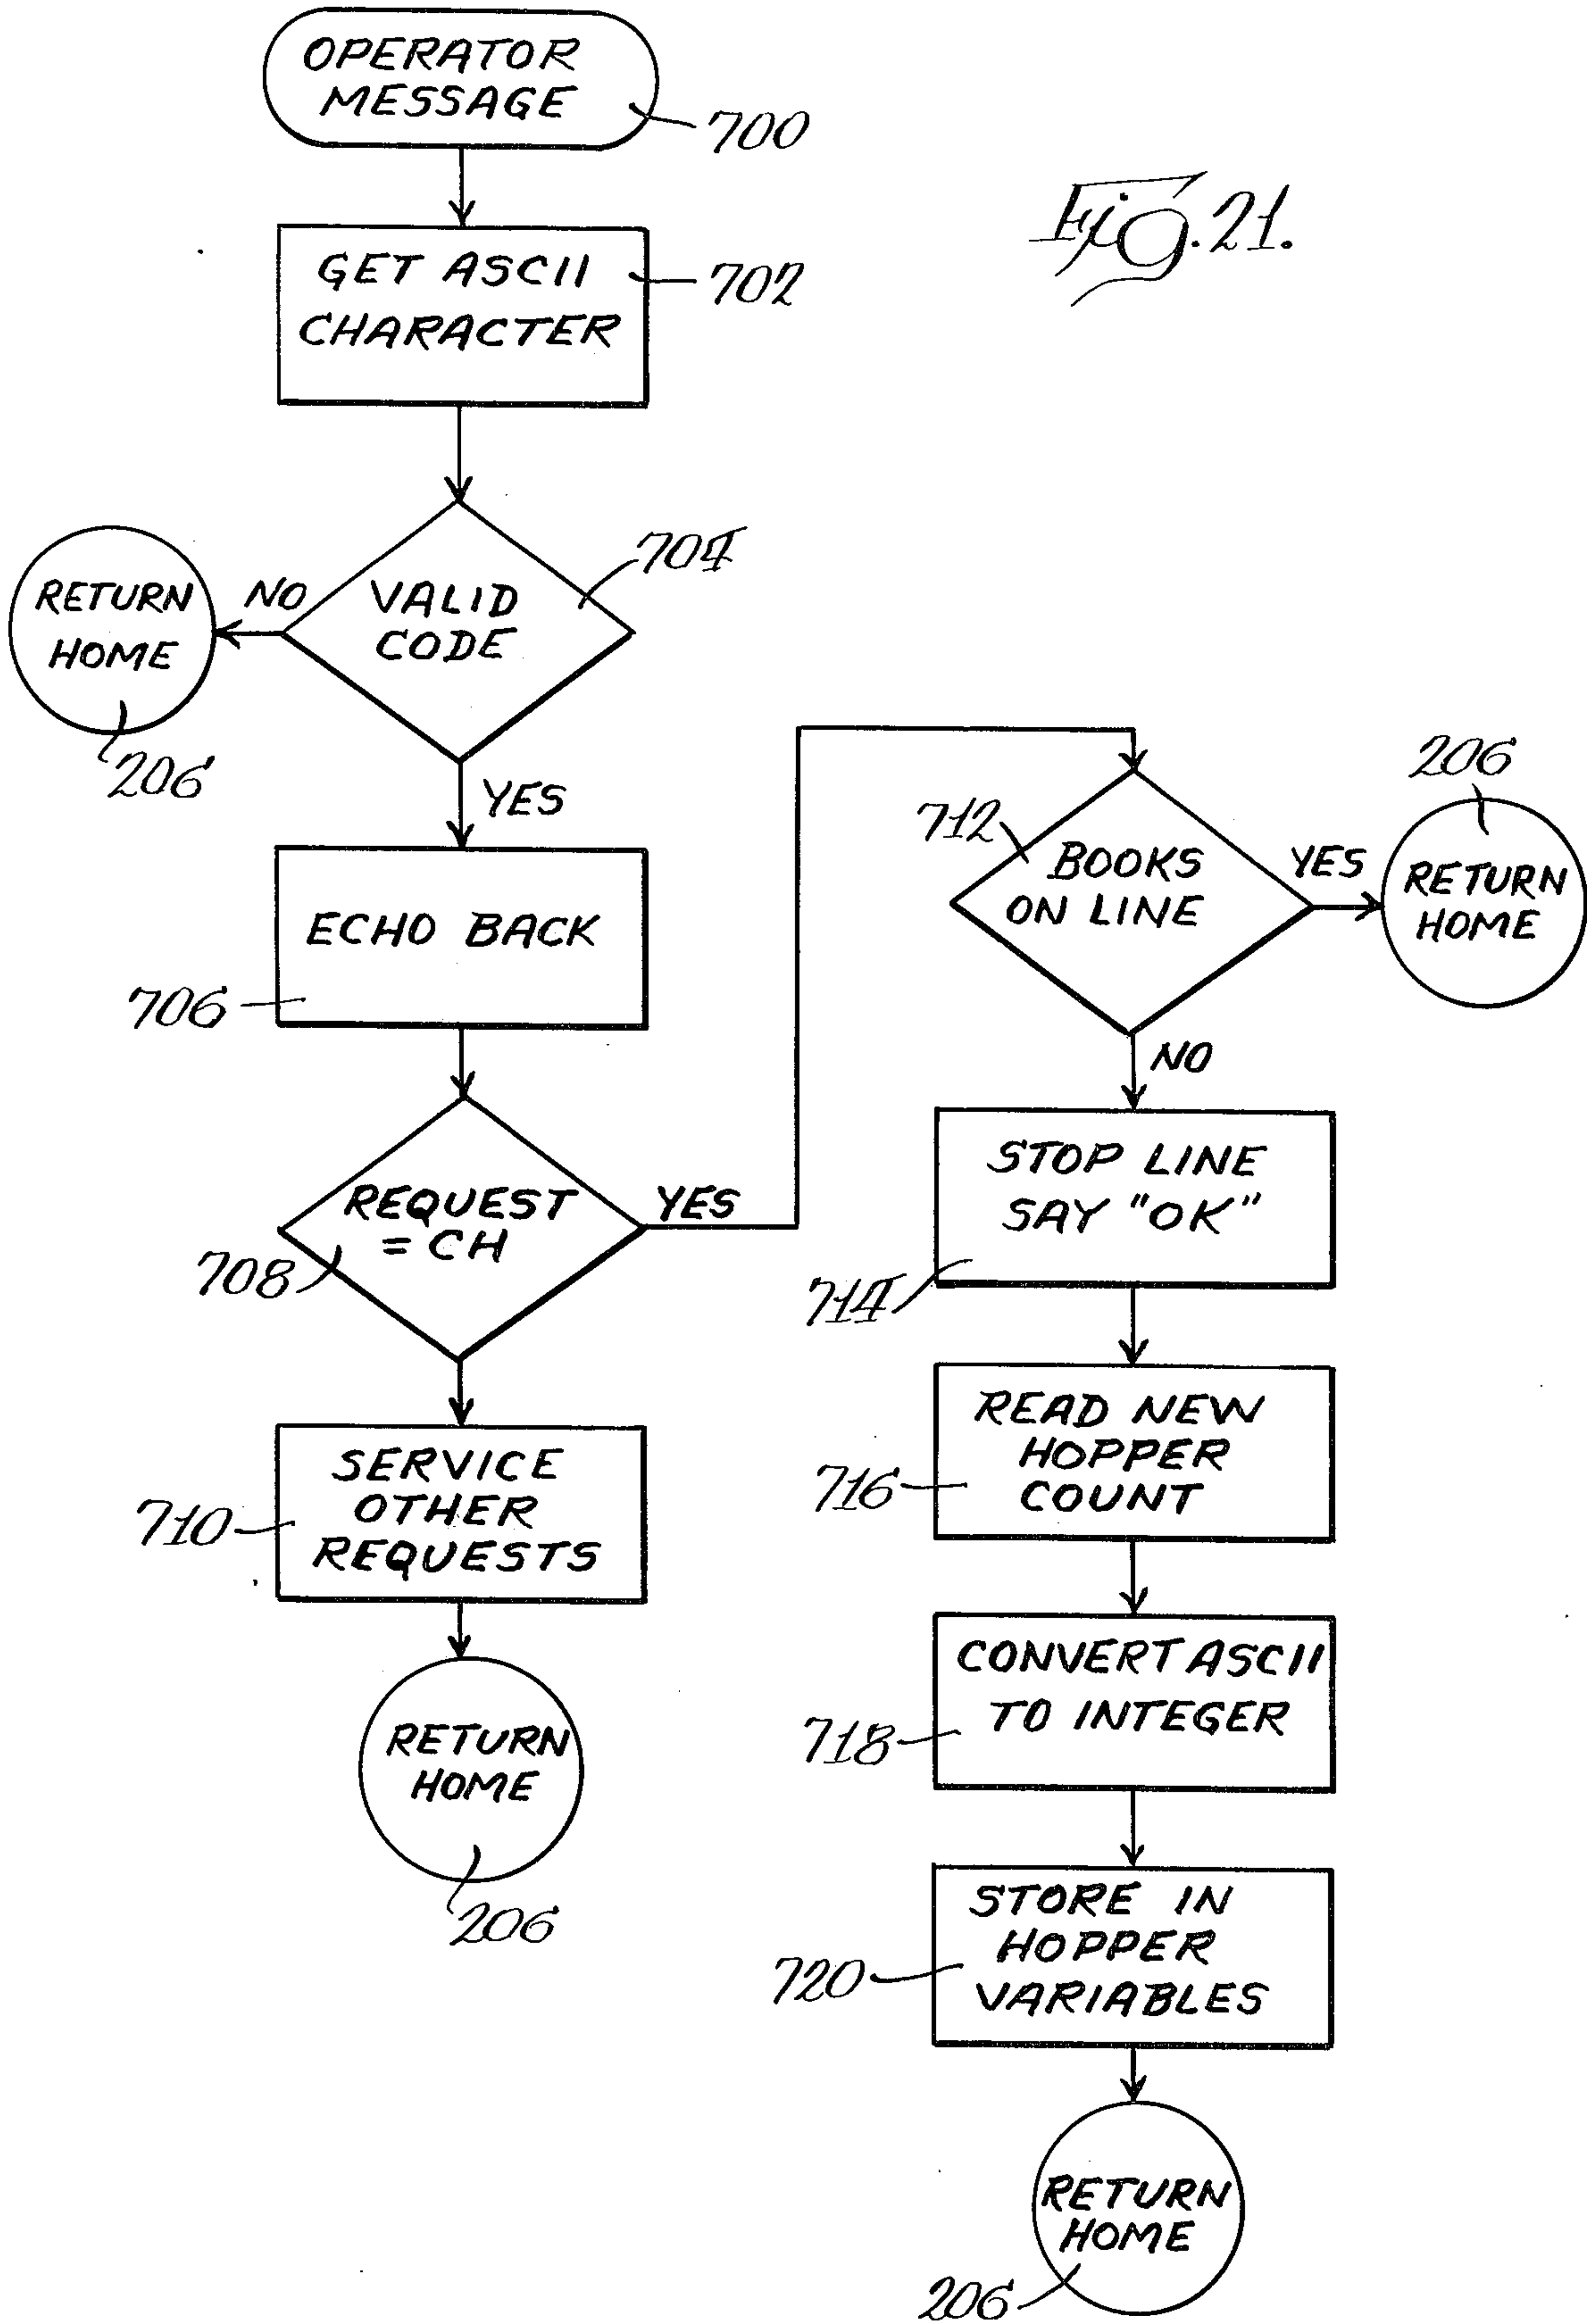 OPERATOR
MESSAGE
700
Fig. 21.
GET ASCII
CHARACTER
702
VALID
CODE
704
NO
RETURN
HOME
206
YES
ECHO BACK
706
REQUEST
= CH
708
YES
SERVICE
OTHER
REQUESTS
710
RETURN
HOME
206
BOOKS
ON LINE
712
YES
206
RETURN
HOME
NO
STOP LINE
SAY "OK"
714
READ NEW
HOPPER
COUNT
716
CONVERT ASCII
TO INTEGER
718
STORE IN
HOPPER
VARIABLES
720
RETURN
HOME
206